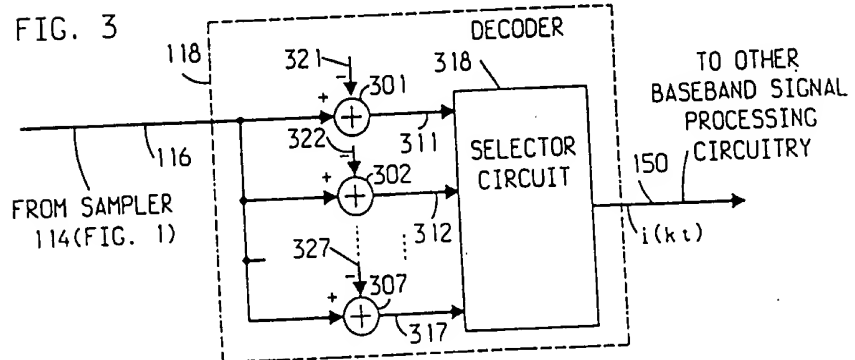 FIG. 3
DECODER
118
321
318
TO OTHER
BASEBAND SIGNAL
PROCESSING
CIRCUITRY
−
+
301
116
322
311
150
SELECTOR
CIRCUIT
−
+
302
FROM SAMPLER
114(FIG. 1)
312
i(kt)
327
−
+
307
317